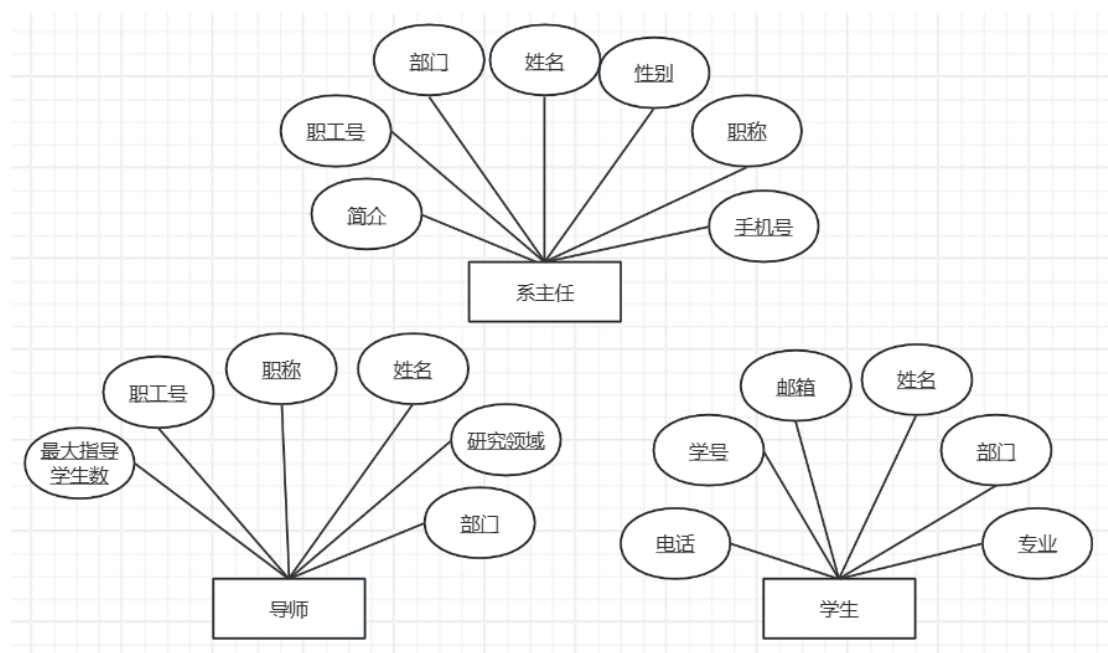 部门
姓名
性别
职工号
职称
简介
手机号
系主任
职工号
职称
姓名
最大指导
学生数
研究领域
部门
导师
邮箱
姓名
学号
部门
电话
专业
学生